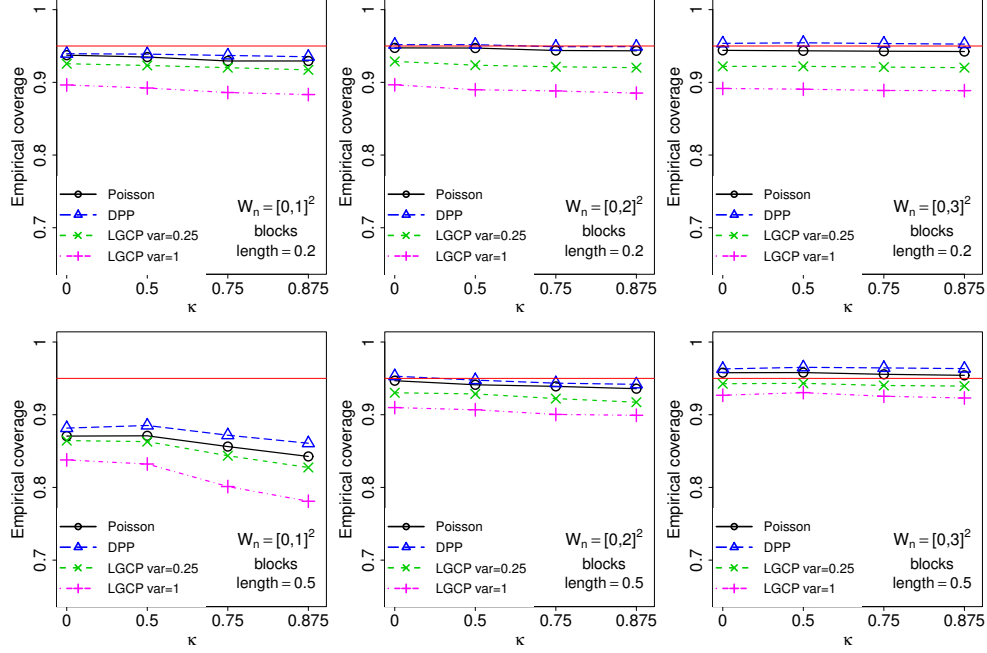 Empirical coverage
1
0.9
0.8
0.7
Poisson
DPP
LGCP var=0.25
LGCP var=1
Wₙ = [0,1]²
blocks
length = 0.2
0 0.5 0.75 0.875
κ
Empirical coverage
1
0.9
0.8
0.7
Poisson
DPP
LGCP var=0.25
LGCP var=1
Wₙ = [0,2]²
blocks
length = 0.2
0 0.5 0.75 0.875
κ
Empirical coverage
1
0.9
0.8
0.7
Poisson
DPP
LGCP var=0.25
LGCP var=1
Wₙ = [0,3]²
blocks
length = 0.2
0 0.5 0.75 0.875
κ
Empirical coverage
1
0.9
0.8
0.7
Poisson
DPP
LGCP var=0.25
LGCP var=1
Wₙ = [0,1]²
blocks
length = 0.5
0 0.5 0.75 0.875
κ
Empirical coverage
1
0.9
0.8
0.7
Poisson
DPP
LGCP var=0.25
LGCP var=1
Wₙ = [0,2]²
blocks
length = 0.5
0 0.5 0.75 0.875
κ
Empirical coverage
1
0.9
0.8
0.7
Poisson
DPP
LGCP var=0.25
LGCP var=1
Wₙ = [0,3]²
blocks
length = 0.5
0 0.5 0.75 0.875
κ